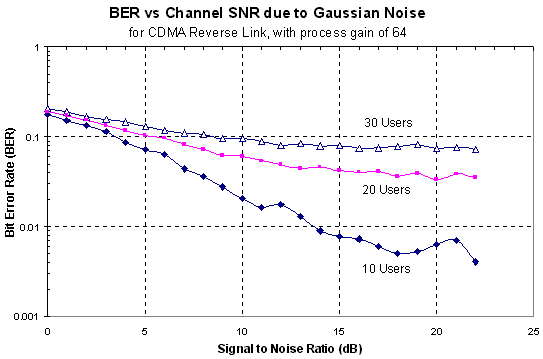 BER vs Channel SNR due to Gaussian Noise
for CDMA Reverse Link, with process gain of 64
1
0.1
0.01
0.001
Bit Error Rate (BER)
30 Users
20 Users
10 Users
0 5 10 15 20 25
Signal to Noise Ratio (dB)